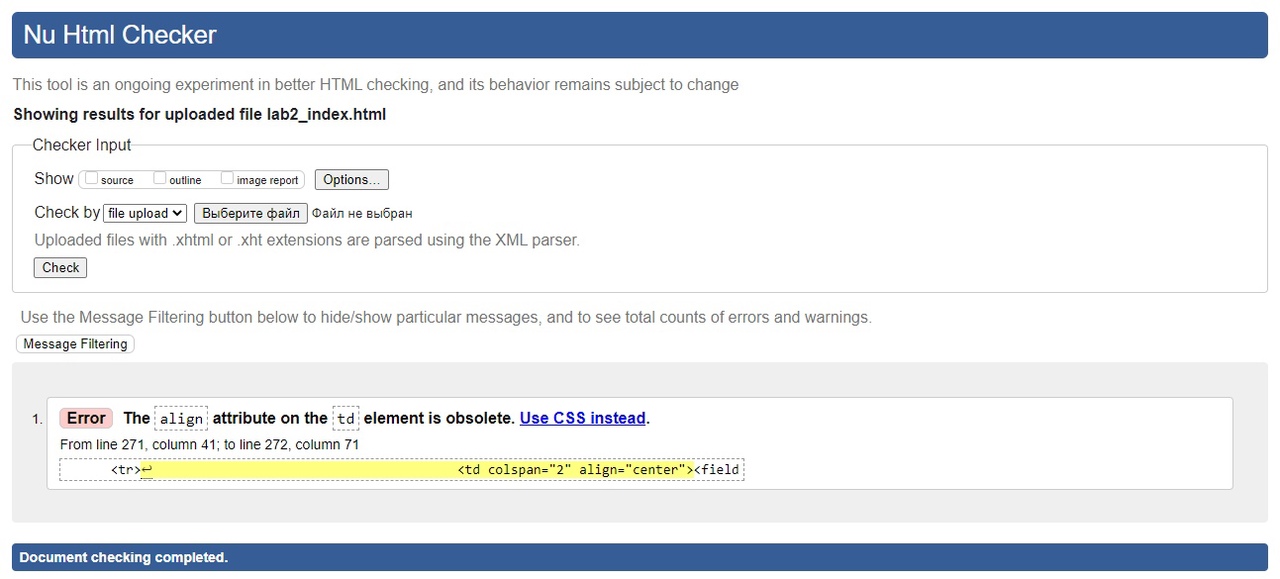 Nu Html Checker
This tool is an ongoing experiment in better HTML checking, and its behavior remains subject to change
Showing results for uploaded file lab2_index.html
Checker Input
Show source outline image report Options...
Check by file upload Выберите файл Файл не выбран
Uploaded files with .xhtml or .xht extensions are parsed using the XML parser.
Check
Use the Message Filtering button below to hide/show particular messages, and to see total counts of errors and warnings.
Message Filtering
1. Error The align attribute on the td element is obsolete. Use CSS instead.
From line 271, column 41; to line 272, column 71
<tr>↩ <td colspan="2" align="center"><field
Document checking completed.